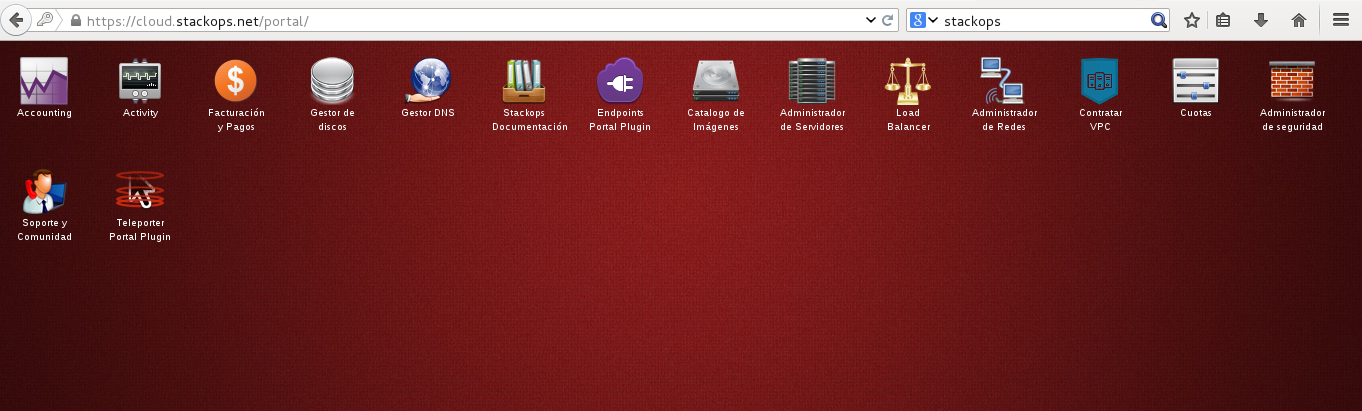 https://cloud.stackops.net/portal/
8
stackops
Accounting
Activity
Facturación
y Pagos
Gestor de
discos
Gestor DNS
Stackops
Documentación
Endpoints
Portal Plugin
Catalogo de
Imágenes
Administrador
de Servidores
Load
Balancer
Administrador
de Redes
Contratar
VPC
Cuotas
Administrador
de seguridad
Soporte y
Comunidad
Teleporter
Portal Plugin